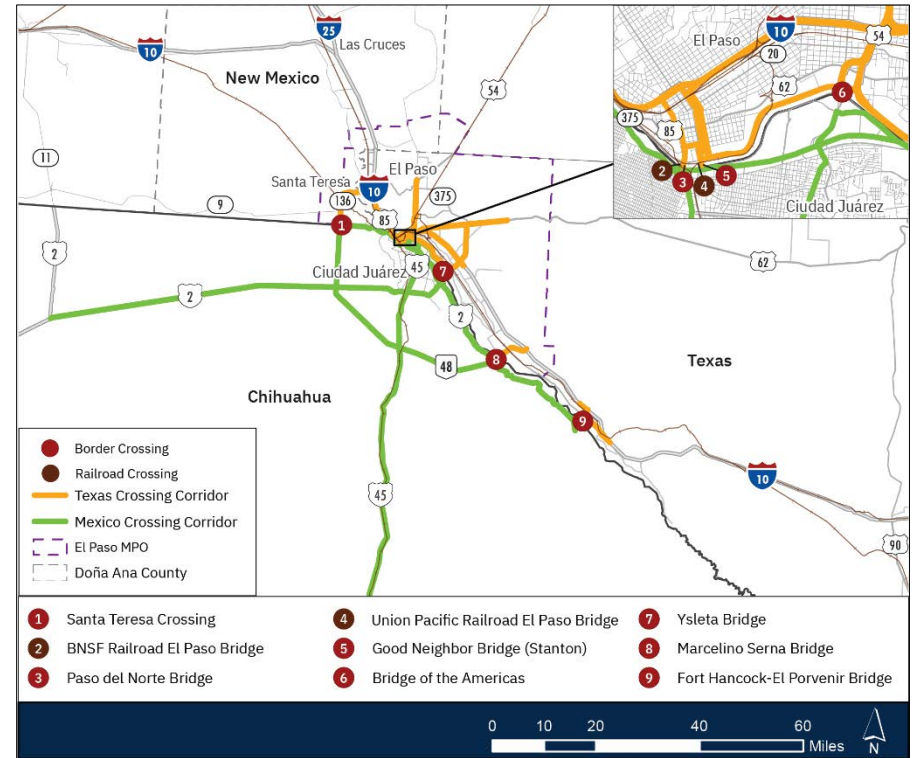 25
10
Las Cruces
New Mexico
54
11
El Paso
Santa Teresa
10
375
9
136
85
1
2
Ciudad Juárez
45
7
62
2
2
8
Texas
48
Chihuahua
9
45
10
90
El Paso
10
54
20
62
6
375
85
2
3
4
5
Ciudad Juárez
Border Crossing
Railroad Crossing
Texas Crossing Corridor
Mexico Crossing Corridor
El Paso MPO
Doña Ana County
1 Santa Teresa Crossing
2 BNSF Railroad El Paso Bridge
3 Paso del Norte Bridge
4 Union Pacific Railroad El Paso Bridge
5 Good Neighbor Bridge (Stanton)
6 Bridge of the Americas
7 Ysleta Bridge
8 Marcelino Serna Bridge
9 Fort Hancock-El Porvenir Bridge
0 10 20 40 60
Miles
N